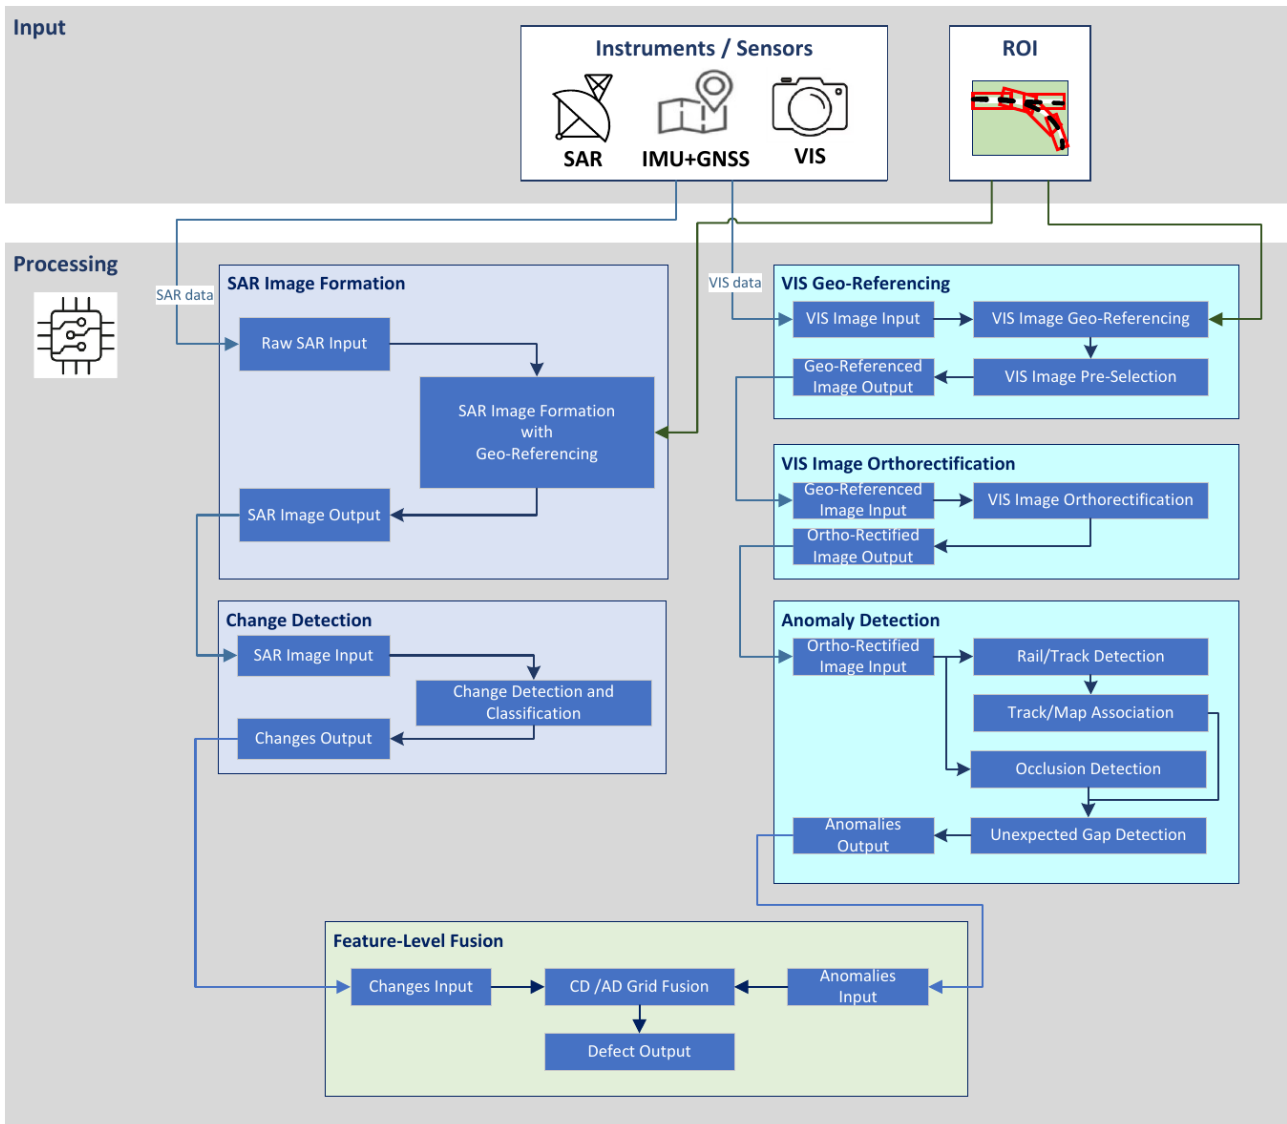 Input
Instruments / Sensors
SAR
IMU+GNSS
VIS
ROI
Processing
SAR data
VIS data
SAR Image Formation
Raw SAR Input
SAR Image Formation
with
Geo-Referencing
SAR Image Output
VIS Geo-Referencing
VIS Image Input
VIS Image Geo-Referencing
Geo-Referenced
Image Output
VIS Image Pre-Selection
VIS Image Orthorectification
Geo-Referenced
Image Input
VIS Image Orthorectification
Ortho-Rectified
Image Output
Change Detection
SAR Image Input
Change Detection and
Classification
Changes Output
Anomaly Detection
Ortho-Rectified
Image Input
Rail/Track Detection
Track/Map Association
Occlusion Detection
Anomalies
Output
Unexpected Gap Detection
Feature-Level Fusion
Changes Input
CD /AD Grid Fusion
Anomalies
Input
Defect Output